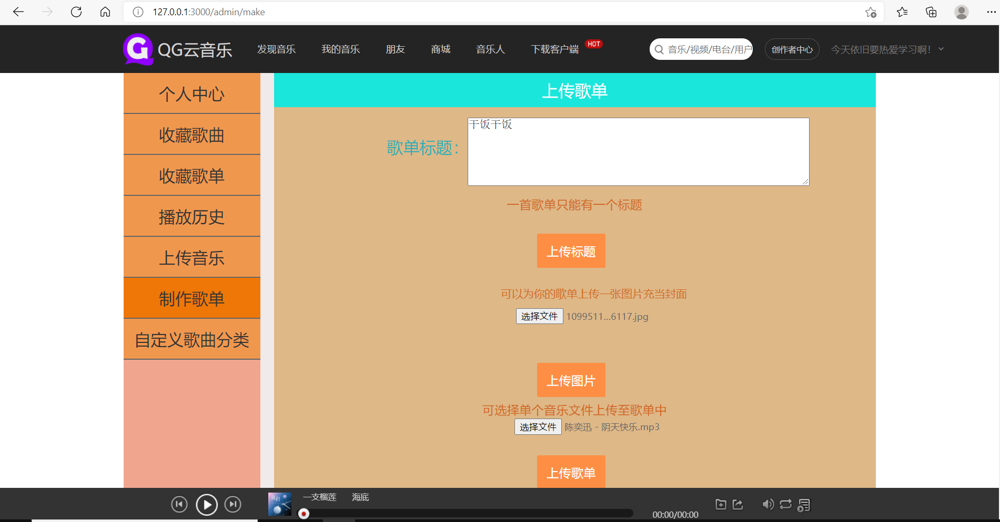 127.0.0.1:3000/admin/make
QG云音乐 发现音乐 我的音乐 朋友 商城 音乐人 下载客户端 HOT 音乐/视频/电台/用户 创作者中心 今天依旧要热爱学习啊!
个人中心
收藏歌曲
收藏歌单
播放历史
上传音乐
制作歌单
自定义歌曲分类
上传歌单
歌单标题: 干饭干饭
一首歌单只能有一个标题
上传标题
可以为你的歌单上传一张图片充当封面
选择文件 1099511...6117.jpg
上传图片
可选择单个音乐文件上传至歌单中
选择文件 陈奕迅 - 阴天快乐.mp3
上传歌单
一支榴莲 海底
00:00/00:00